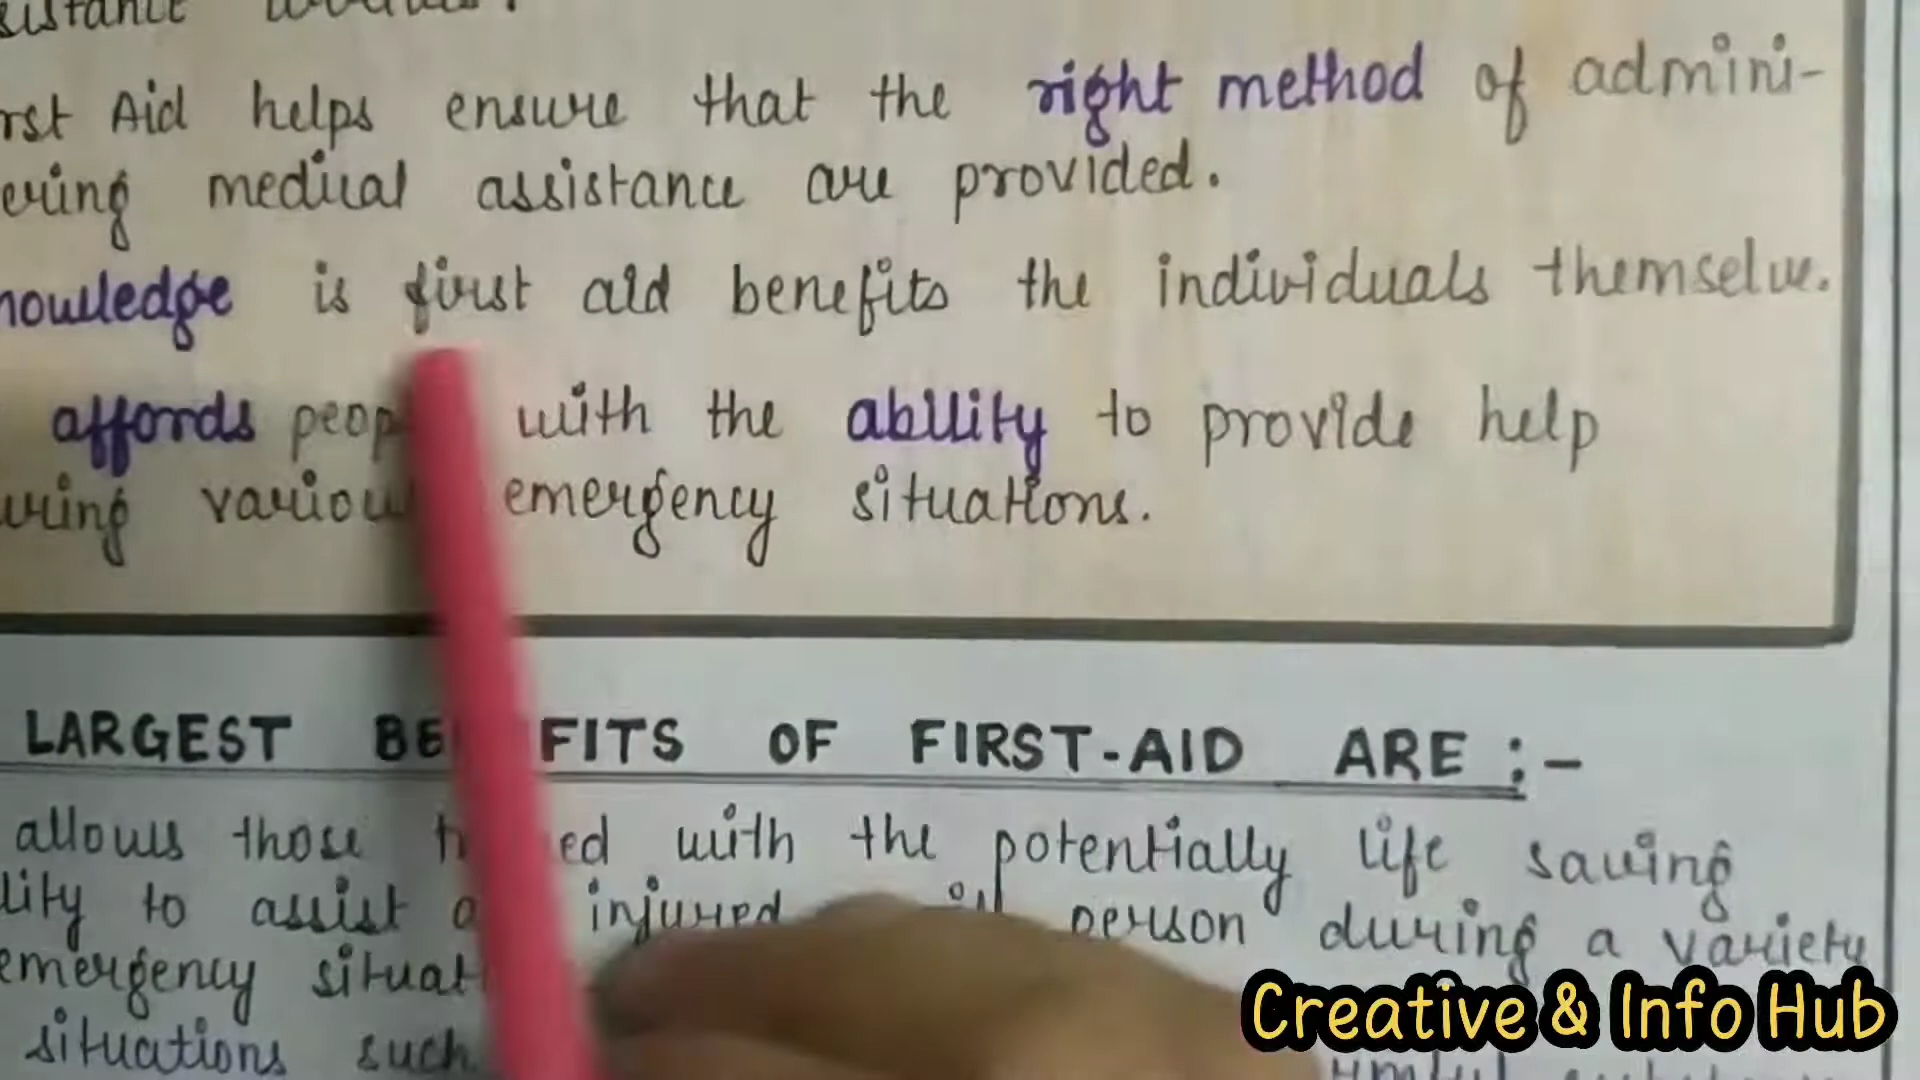 rst Aid helps ensure that the right method of admini-
ering medical assistance are provided.
nowledge is first aid benefits the individuals themselve.
affords peop with the ability to provide help
uring variou emergency situations.
LARGEST BE FITS OF FIRST-AID ARE :-
allows those ed with the potentially life saving
lity to assist injured person during a variety
emergency situat
situations such
Creative & Info Hub